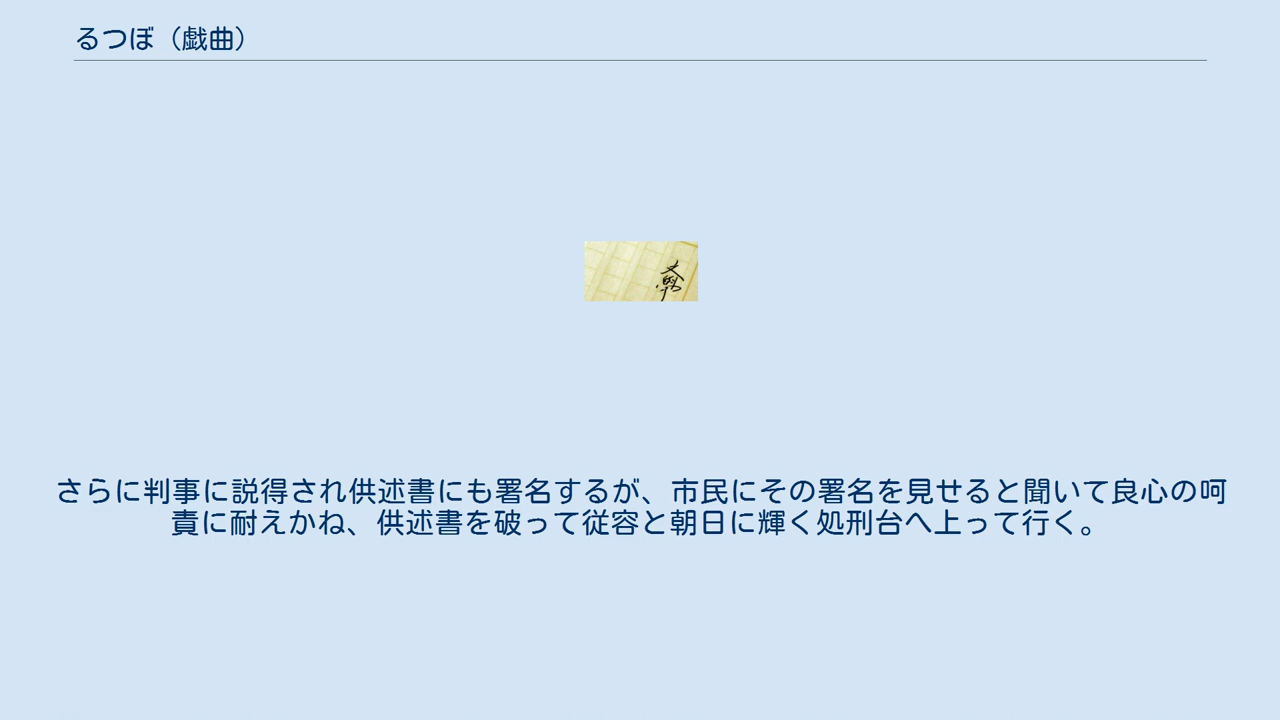 るつぼ（戯曲）
さらに判事に説得され供述書にも署名するが、市民にその署名を見せると聞いて良心の呵
責に耐えかね、供述書を破って従容と朝日に輝く処刑台へ上って行く。